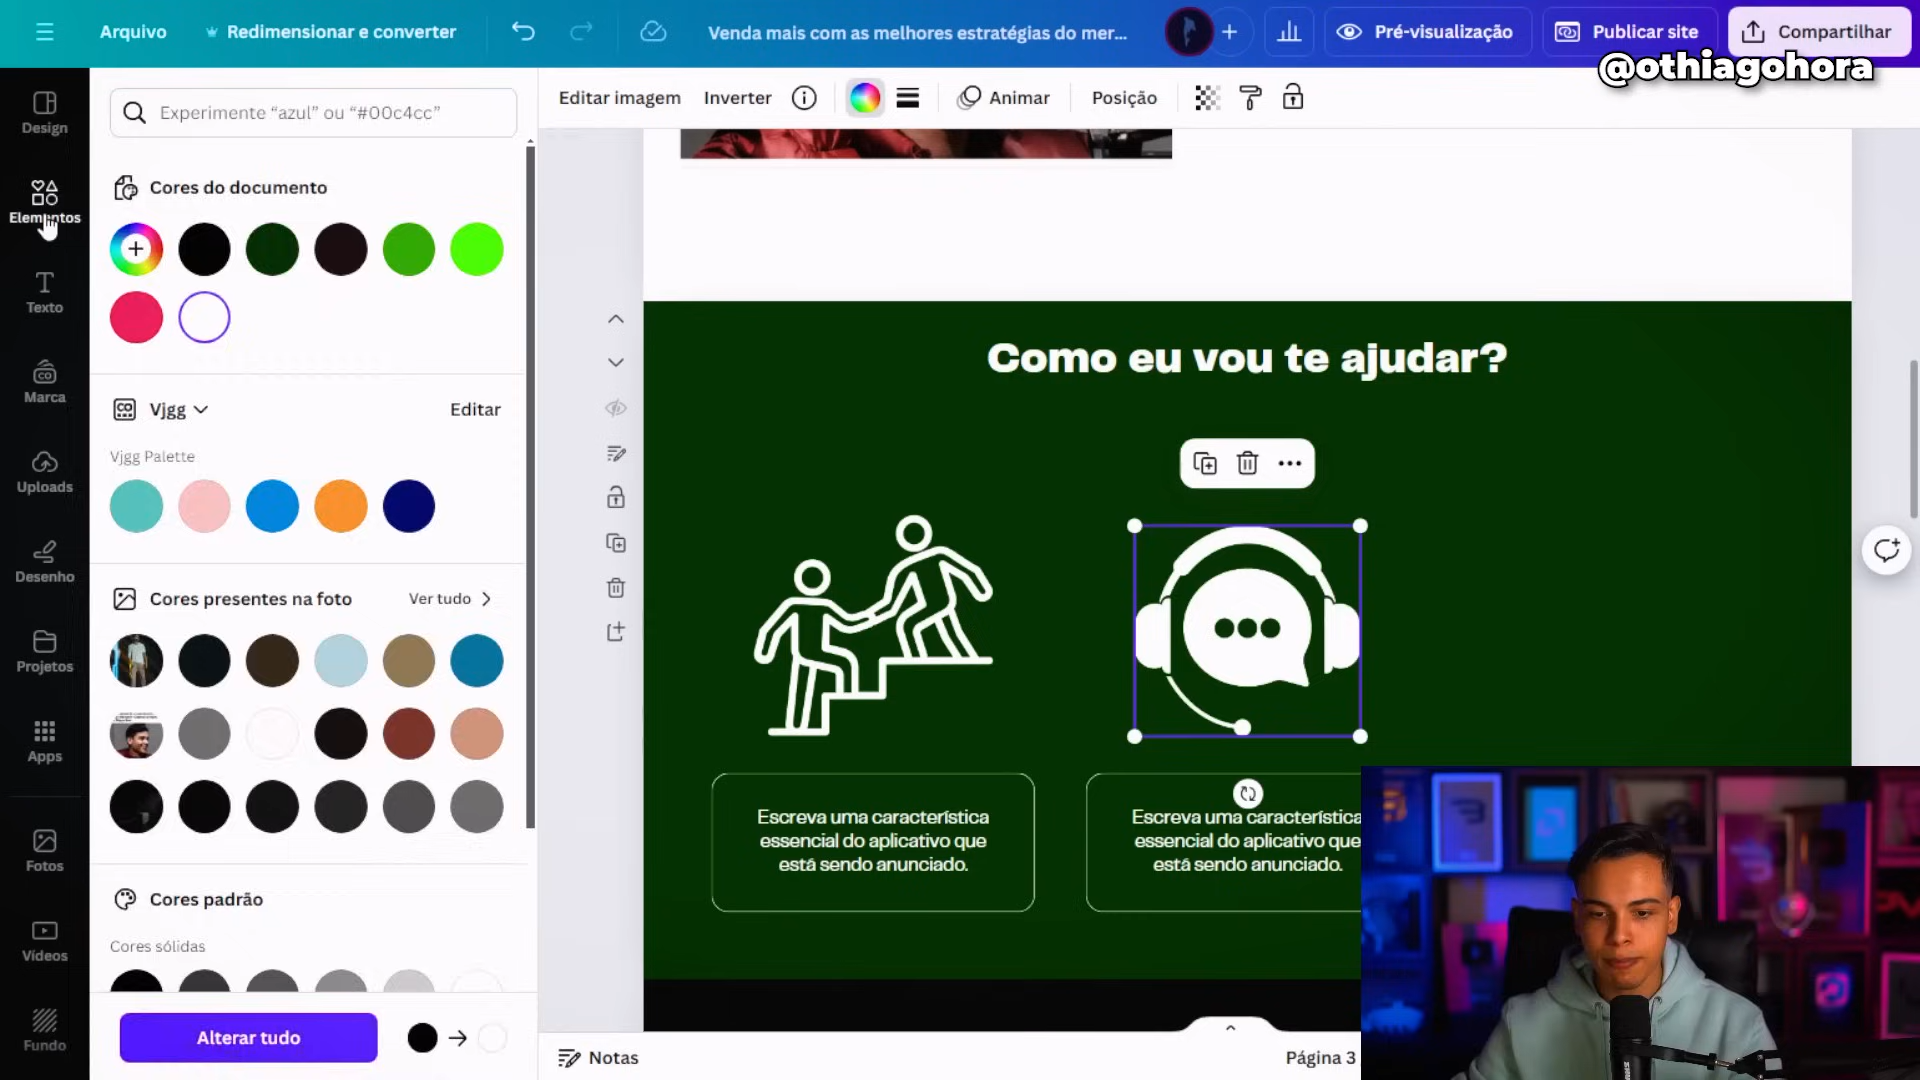 Arquivo
Redimensionar e converter
Venda mais com as melhores estratégias do mer...
Pré-visualização
Publicar site
Compartilhar
@othiagohora
Design
Elementos
Texto
Marca
Uploads
Desenho
Projetos
Apps
Fotos
Vídeos
Fundo
Experimente “azul” ou “#00c4cc”
Cores do documento
Vjgg
Editar
Vjgg Palette
Cores presentes na foto
Ver tudo
Cores padrão
Cores sólidas
Alterar tudo
Editar imagem
Inverter
Animar
Posição
Como eu vou te ajudar?
Escreva uma característica
essencial do aplicativo que
está sendo anunciado.
Escreva uma característica
essencial do aplicativo que
está sendo anunciado.
Notas
Página 3